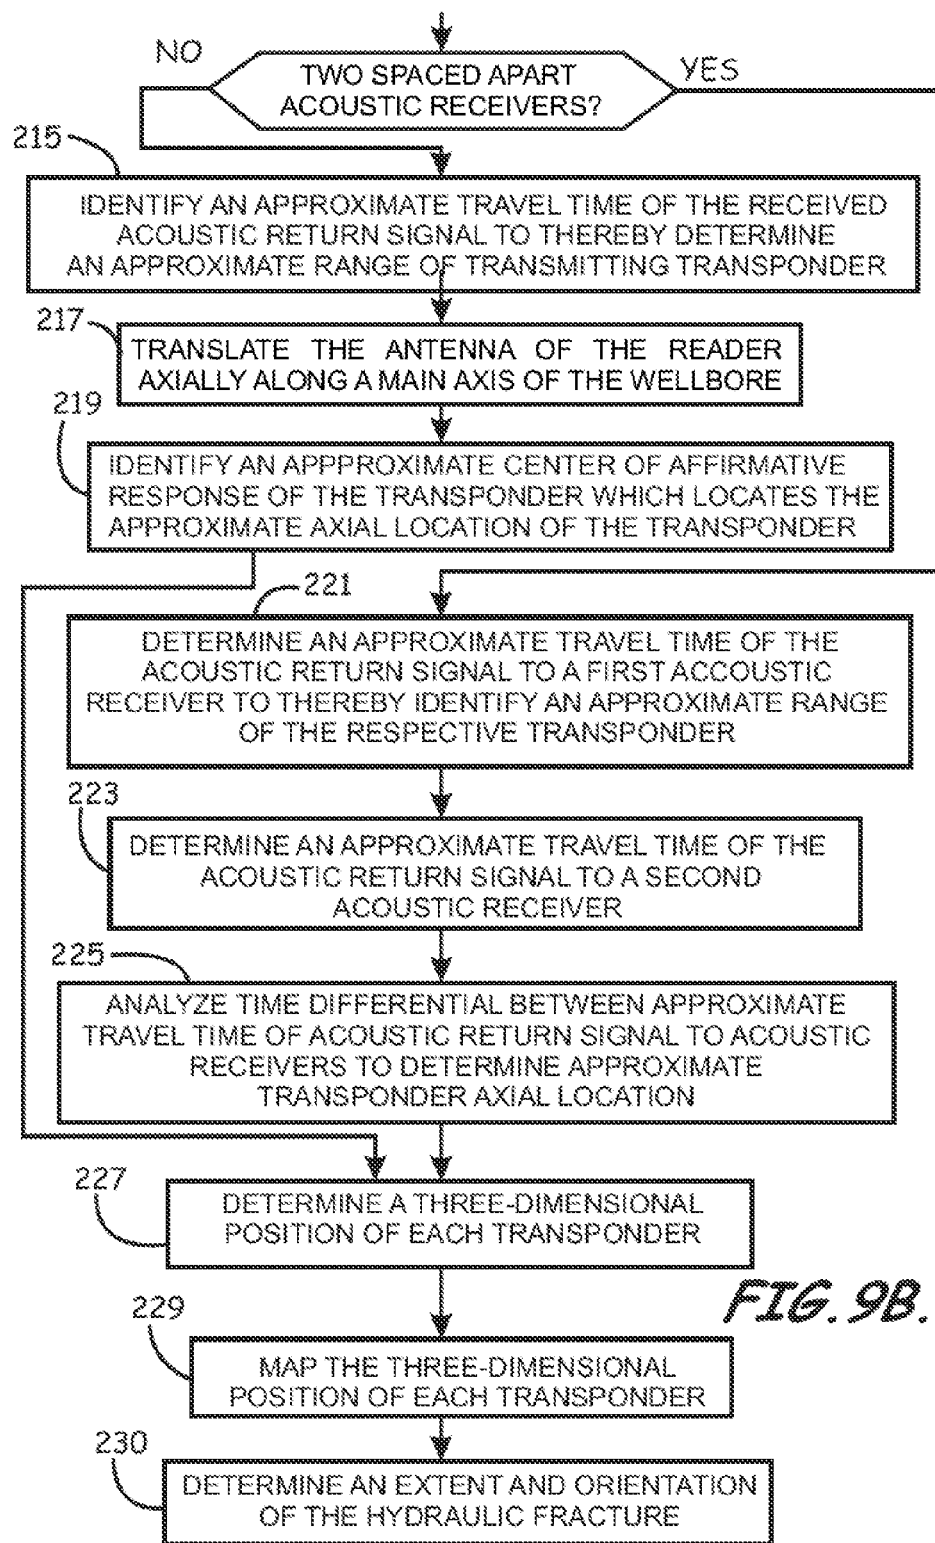 NO
TWO SPACED APART
ACOUSTIC RECEIVERS?
YES
215
IDENTIFY AN APPROXIMATE TRAVEL TIME OF THE RECEIVED
ACOUSTIC RETURN SIGNAL TO THEREBY DETERMINE
AN APPROXIMATE RANGE OF TRANSMITTING TRANSPONDER
217
TRANSLATE THE ANTENNA OF THE READER
AXIALLY ALONG A MAIN AXIS OF THE WELLBORE
219
IDENTIFY AN APPPROXIMATE CENTER OF AFFIRMATIVE
RESPONSE OF THE TRANSPONDER WHICH LOCATES THE
APPROXIMATE AXIAL LOCATION OF THE TRANSPONDER
221
DETERMINE AN APPROXIMATE TRAVEL TIME OF THE
ACOUSTIC RETURN SIGNAL TO A FIRST ACCOUSTIC
RECEIVER TO THEREBY IDENTIFY AN APPROXIMATE RANGE
OF THE RESPECTIVE TRANSPONDER
223
DETERMINE AN APPROXIMATE TRAVEL TIME OF THE
ACOUSTIC RETURN SIGNAL TO A SECOND
ACOUSTIC RECEIVER
225
ANALYZE TIME DIFFERENTIAL BETWEEN APPROXIMATE
TRAVEL TIME OF ACOUSTIC RETURN SIGNAL TO ACOUSTIC
RECEIVERS TO DETERMINE APPROXIMATE
TRANSPONDER AXIAL LOCATION
227
DETERMINE A THREE-DIMENSIONAL
POSITION OF EACH TRANSPONDER
FIG. 9B.
229
MAP THE THREE-DIMENSIONAL
POSITION OF EACH TRANSPONDER
230
DETERMINE AN EXTENT AND ORIENTATION
OF THE HYDRAULIC FRACTURE